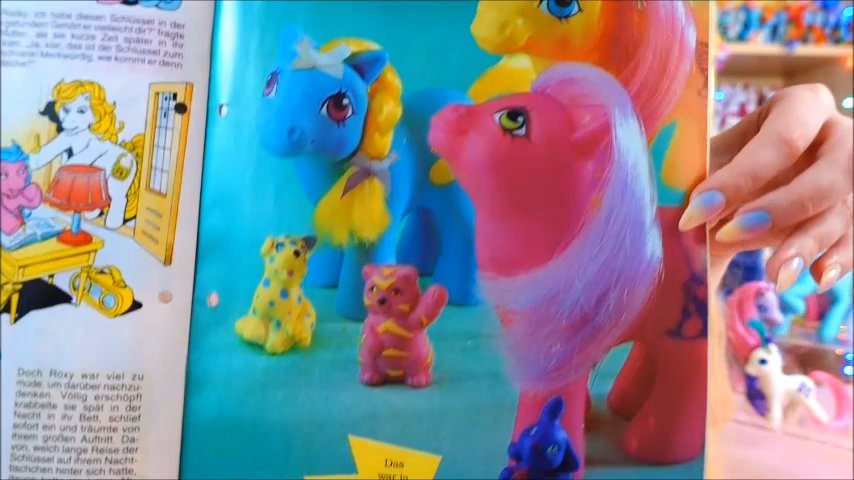 Roxy, ich habe diesen Schlüssel in der
gefunden! Gehört er vielleicht dir?" fragte
Mutter, als sie kurze Zeit später in ihr
kam. „Ja, klar, das ist der Schlüssel zum
Merkwürdig, wie kommt er denn
Doch Roxy war viel zu
müde, um darüber nachzu-
denken. Völlig erschöpft
krabbelte sie spät in der
Nacht in ihr Bett, schlief
sofort ein und träumte von
ihrem großen Auftritt. Da-
von, welch lange Reise der
Schlüssel auf ihrem Nacht-
tischchen hinter sich hatte,
Das
war ja